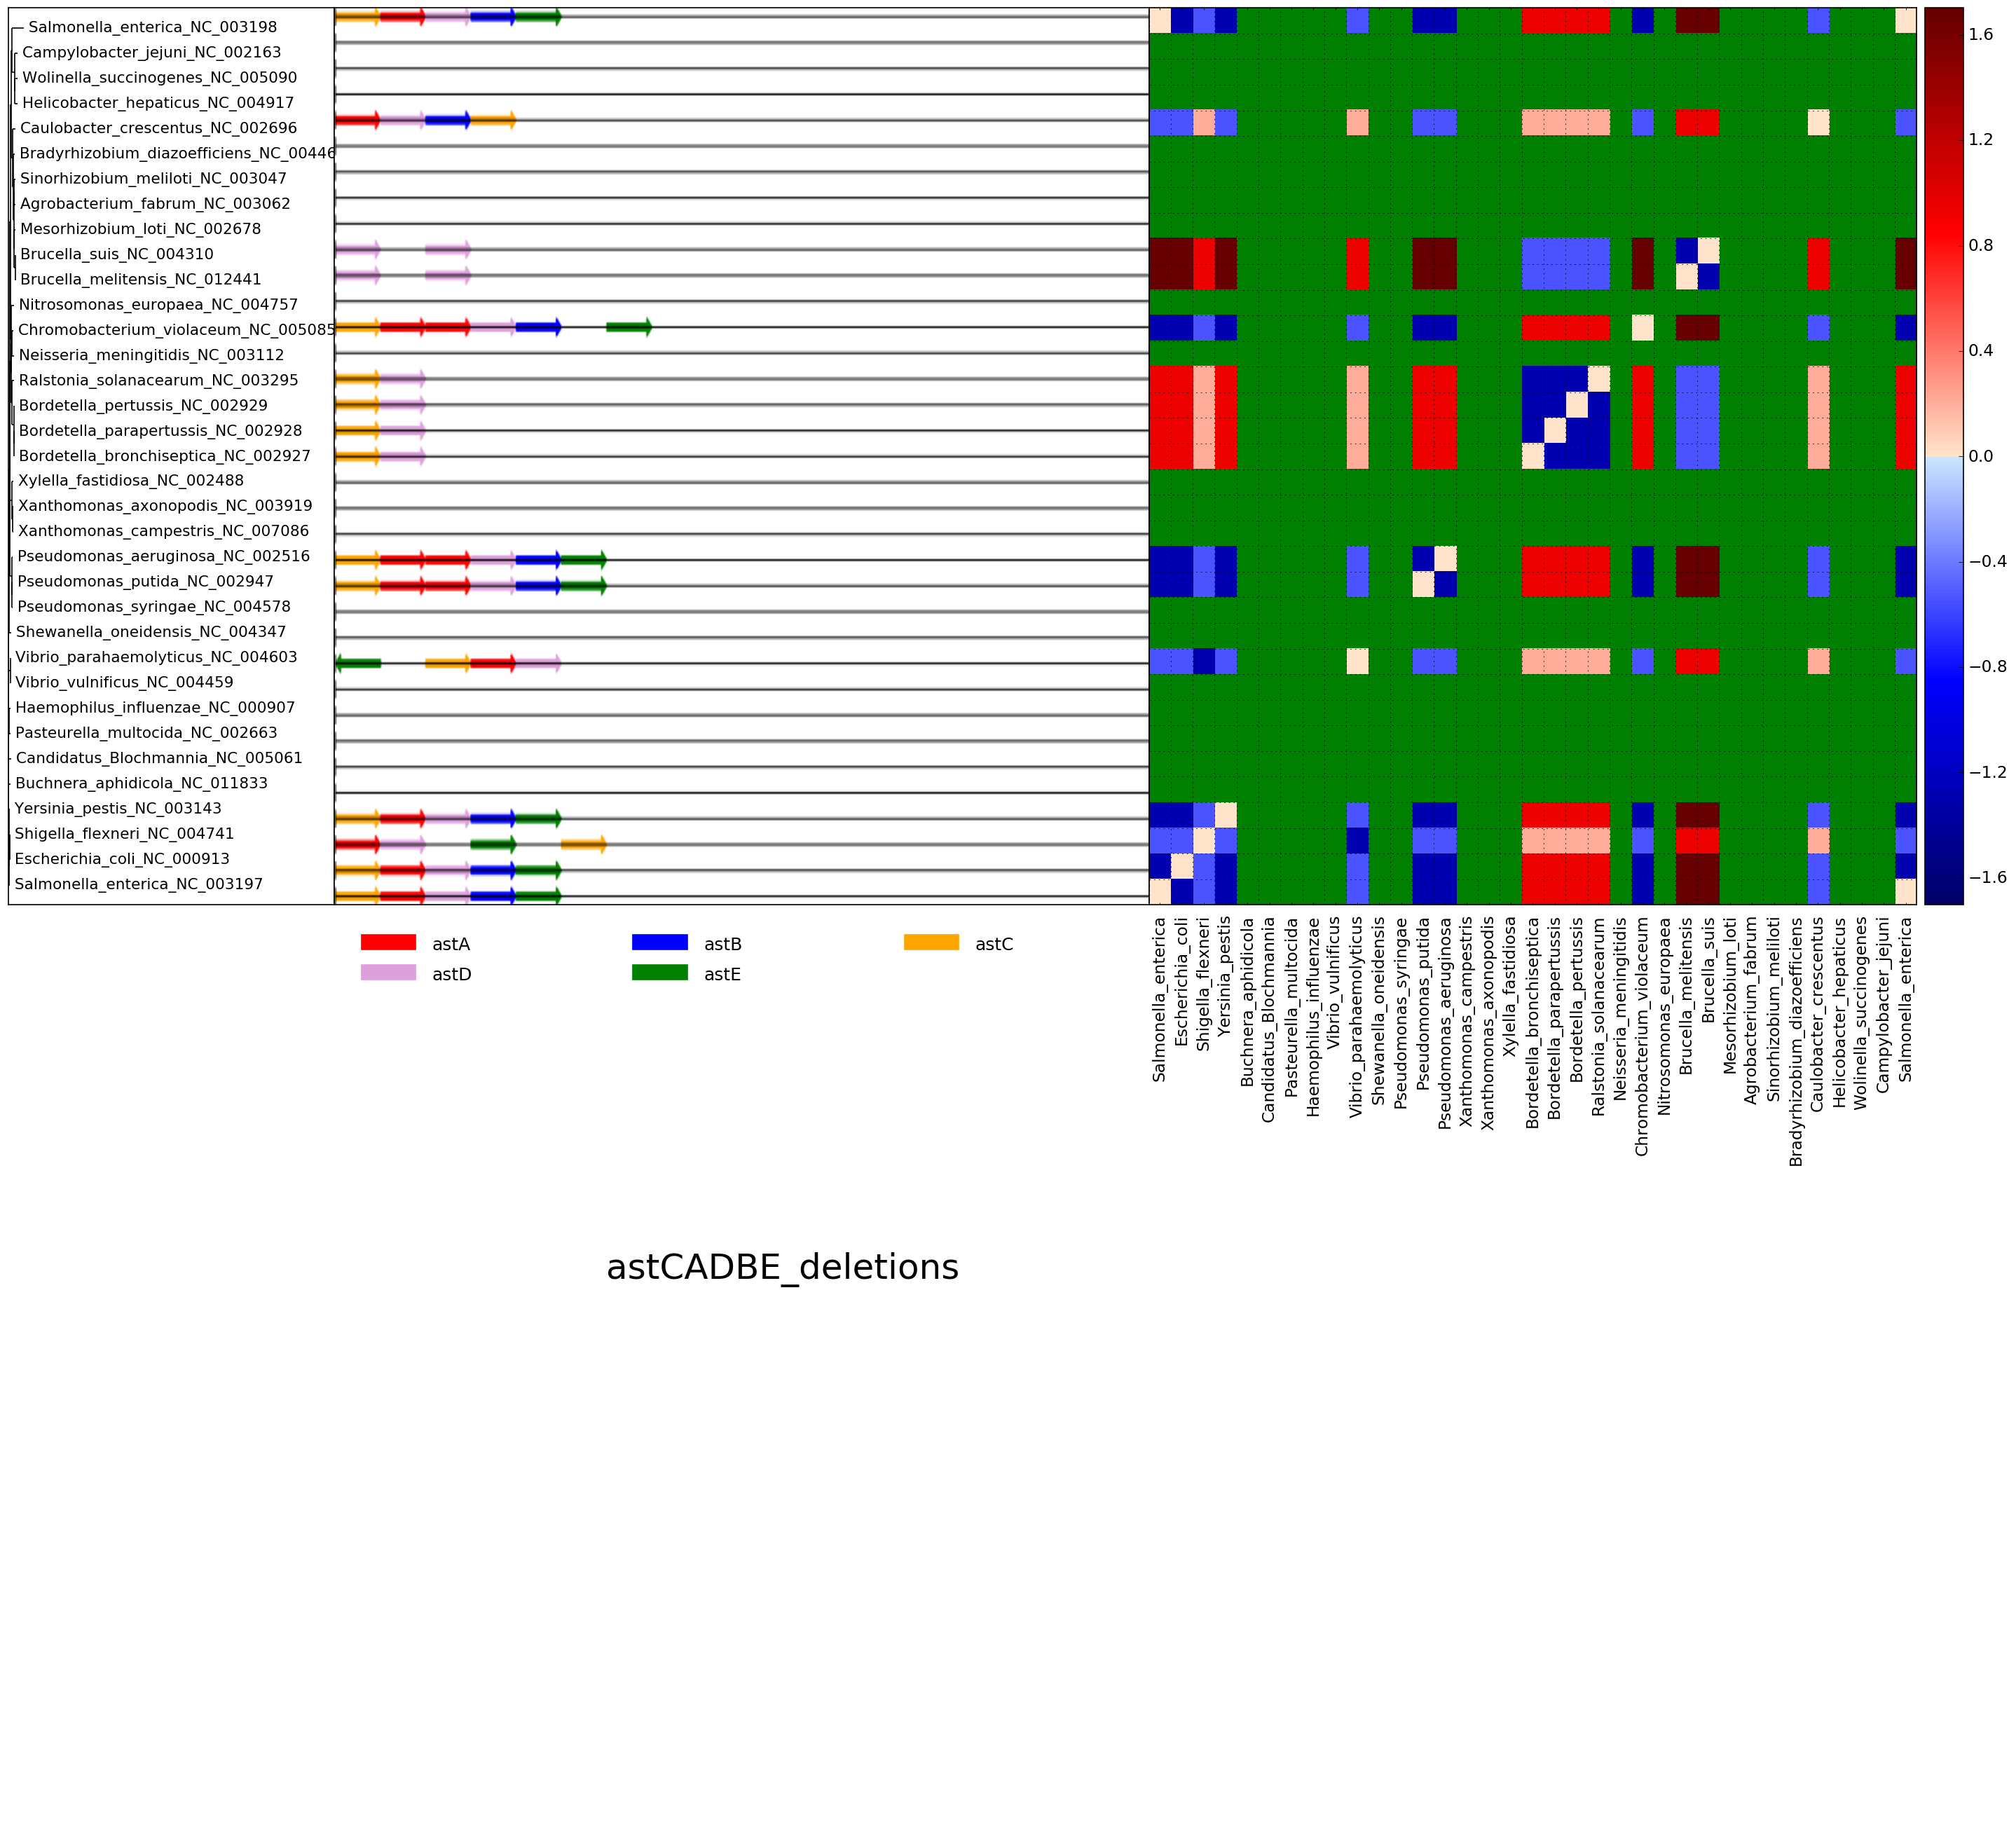 Salmonella_enterica_NC_003198
Campylobacter_jejuni_NC_002163
Wolinella_succinogenes_NC_005090
Helicobacter_hepaticus_NC_004917
Caulobacter_crescentus_NC_002696
Bradyrhizobium_diazoefficiens_NC_00446
Sinorhizobium_meliloti_NC_003047
Agrobacterium_fabrum_NC_003062
Mesorhizobium_loti_NC_002678
Brucella_suis_NC_004310
Brucella_melitensis_NC_012441
Nitrosomonas_europaea_NC_004757
Chromobacterium_violaceum_NC_005085
Neisseria_meningitidis_NC_003112
Ralstonia_solanacearum_NC_003295
Bordetella_pertussis_NC_002929
Bordetella_parapertussis_NC_002928
Bordetella_bronchiseptica_NC_002927
Xylella_fastidiosa_NC_002488
Xanthomonas_axonopodis_NC_003919
Xanthomonas_campestris_NC_007086
Pseudomonas_aeruginosa_NC_002516
Pseudomonas_putida_NC_002947
Pseudomonas_syringae_NC_004578
Shewanella_oneidensis_NC_004347
Vibrio_parahaemolyticus_NC_004603
Vibrio_vulnificus_NC_004459
Haemophilus_influenzae_NC_000907
Pasteurella_multocida_NC_002663
Candidatus_Blochmannia_NC_005061
Buchnera_aphidicola_NC_011833
Yersinia_pestis_NC_003143
Shigella_flexneri_NC_004741
Escherichia_coli_NC_000913
Salmonella_enterica_NC_003197
1.6
1.2
0.8
0.4
0.0
−0.4
−0.8
−1.2
−1.6
Salmonella_enterica
Escherichia_coli
Shigella_flexneri
Yersinia_pestis
Buchnera_aphidicola
Candidatus_Blochmannia
Pasteurella_multocida
Haemophilus_influenzae
Vibrio_vulnificus
Vibrio_parahaemolyticus
Shewanella_oneidensis
Pseudomonas_syringae
Pseudomonas_putida
Pseudomonas_aeruginosa
Xanthomonas_campestris
Xanthomonas_axonopodis
Xylella_fastidiosa
Bordetella_bronchiseptica
Bordetella_parapertussis
Bordetella_pertussis
Ralstonia_solanacearum
Neisseria_meningitidis
Chromobacterium_violaceum
Nitrosomonas_europaea
Brucella_melitensis
Brucella_suis
Mesorhizobium_loti
Agrobacterium_fabrum
Sinorhizobium_meliloti
Bradyrhizobium_diazoefficiens
Caulobacter_crescentus
Helicobacter_hepaticus
Wolinella_succinogenes
Campylobacter_jejuni
Salmonella_enterica
astA astB astC
astD astE
astCADBE_deletions